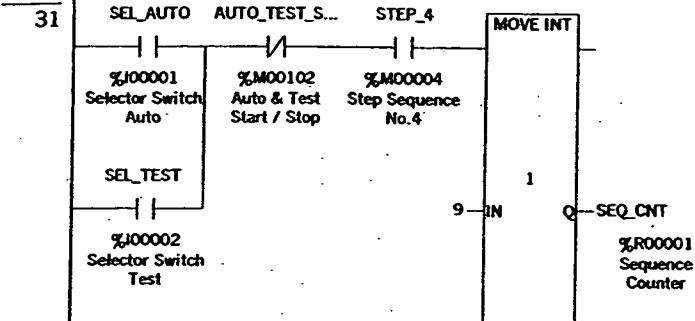 31
SEL_AUTO AUTO_TEST_S... STEP_4
MOVE INT
%I00001 %M00102 %M00004
Selector Switch Auto & Test Step Sequence
Auto Start / Stop No.4
SEL_TEST
1
9 IN Q SEQ_CNT
%I00002 %R00001
Selector Switch Sequence
Test Counter